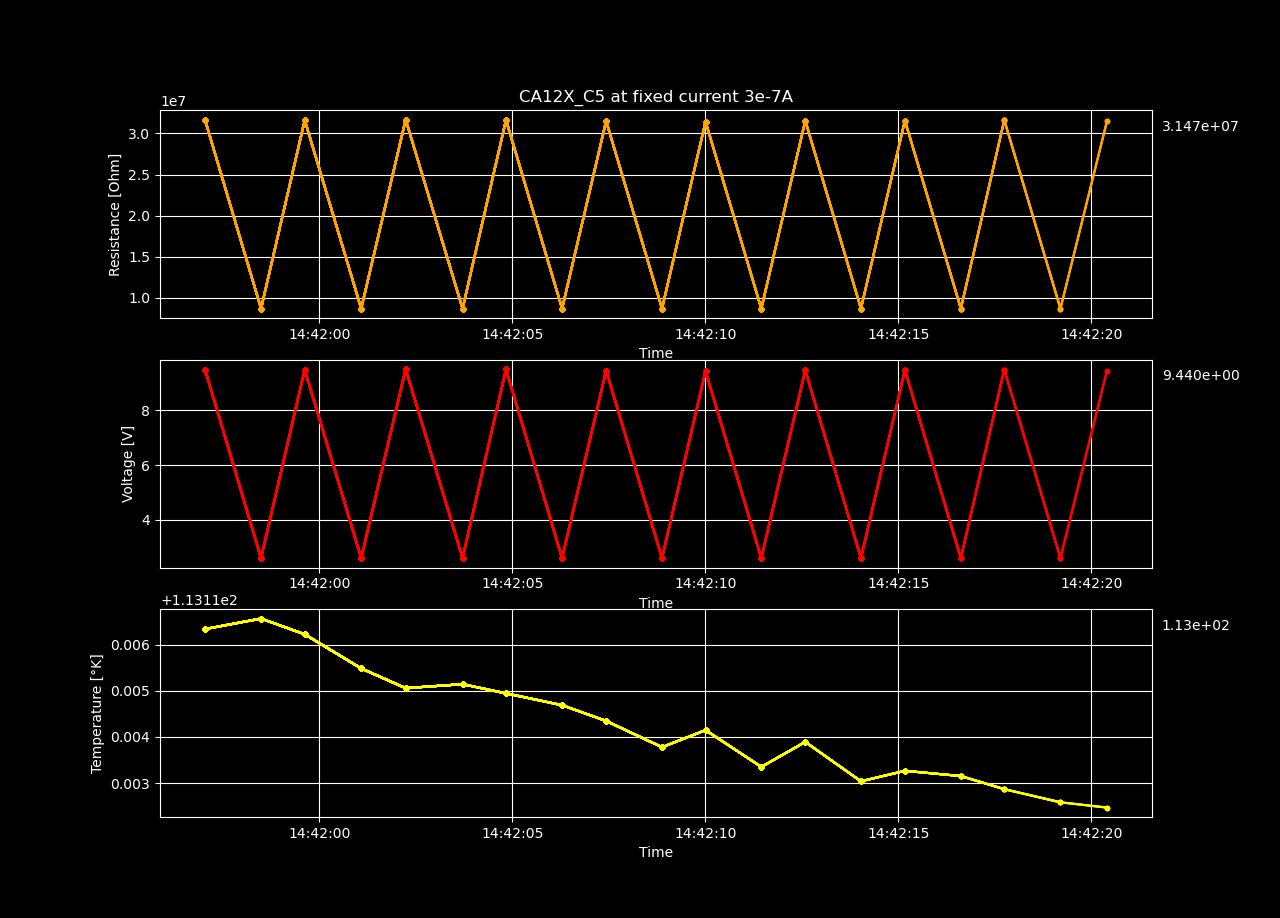 CA12X_C5 at fixed current 3e-7A
1e7
3.147e+07
3.0
2.5
2.0
1.5
1.0
Resistance [Ohm]
14:42:00 14:42:05 14:42:10 14:42:15 14:42:20
Time
9.440e+00
8
6
4
Voltage [V]
14:42:00 14:42:05 14:42:10 14:42:15 14:42:20
Time
+1.1311e2
1.13e+02
0.006
0.005
0.004
0.003
Temperature [°K]
14:42:00 14:42:05 14:42:10 14:42:15 14:42:20
Time